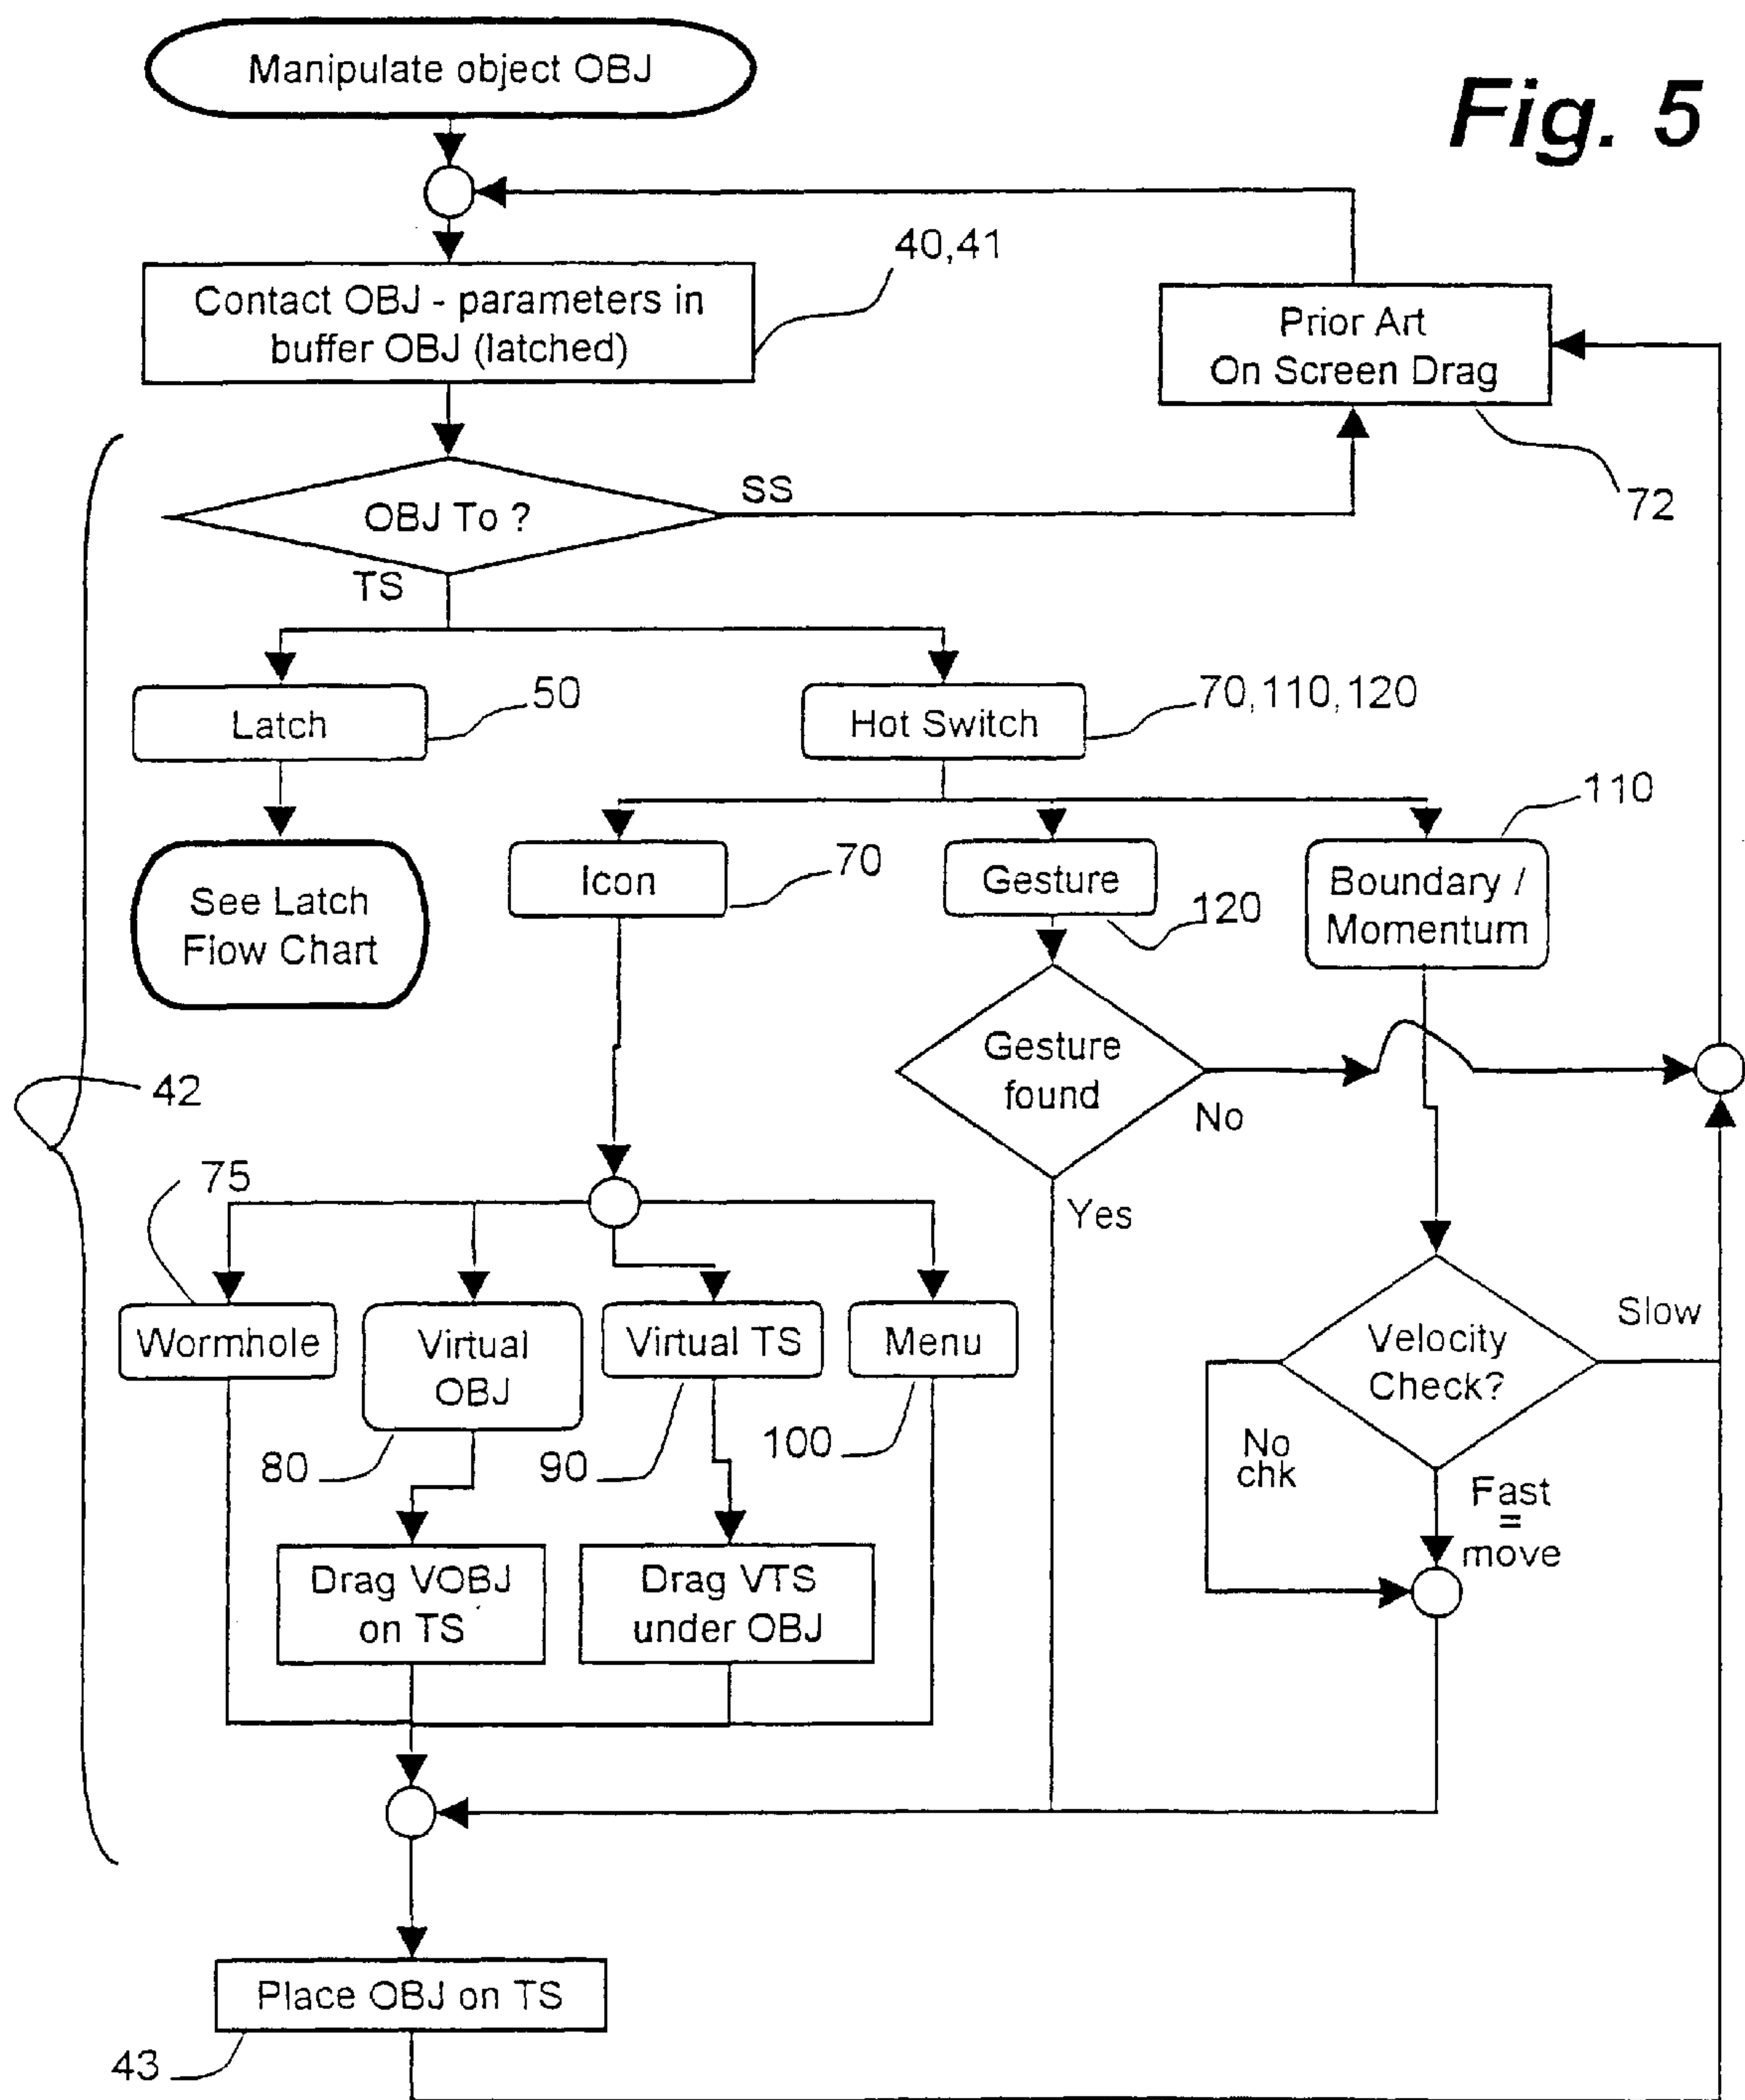 Manipulate object OBJ
Fig. 5
40,41
Contact OBJ - parameters in
buffer OBJ (latched)
Prior Art
On Screen Drag
72
OBJ To ?
SS
TS
Latch
50
Hot Switch
70,110,120
110
See Latch
Flow Chart
Icon
70
Gesture
120
Boundary /
Momentum
Gesture
found
No
Yes
42
75
Wormhole
Virtual
OBJ
Virtual TS
Menu
80
90
100
Velocity
Check?
Slow
No
chk
Fast
=
move
Drag VOBJ
on TS
Drag VTS
under OBJ
Place OBJ on TS
43